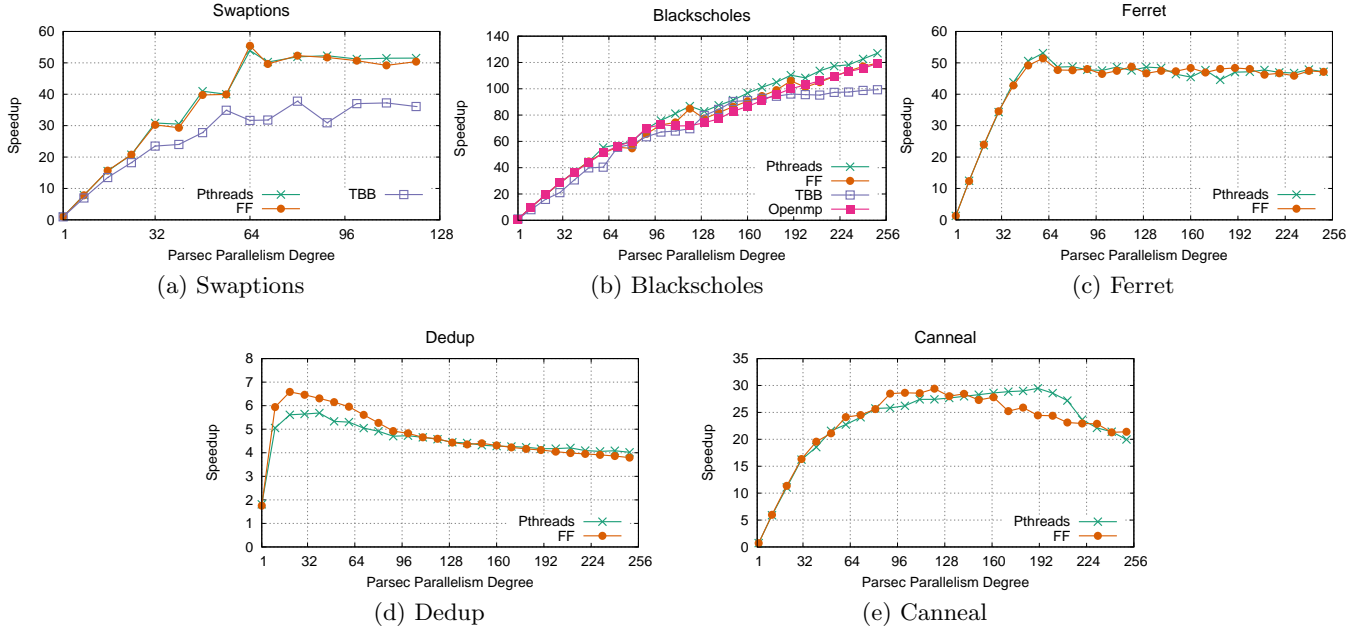 Swaptions
60
50
40
30
20
10
0
Speedup
Pthreads
FF
TBB
1 32 64 96 128
Parsec Parallelism Degree
(a) Swaptions
Blackscholes
140
120
100
80
60
40
20
0
Speedup
Pthreads
FF
TBB
Openmp
1 32 64 96 128 160 192 224 256
Parsec Parallelism Degree
(b) Blackscholes
Ferret
60
50
40
30
20
10
0
Speedup
Pthreads
FF
1 32 64 96 128 160 192 224 256
Parsec Parallelism Degree
(c) Ferret
Dedup
8
7
6
5
4
3
2
1
0
Speedup
Pthreads
FF
1 32 64 96 128 160 192 224 256
Parsec Parallelism Degree
(d) Dedup
Canneal
35
30
25
20
15
10
5
0
Speedup
Pthreads
FF
1 32 64 96 128 160 192 224 256
Parsec Parallelism Degree
(e) Canneal